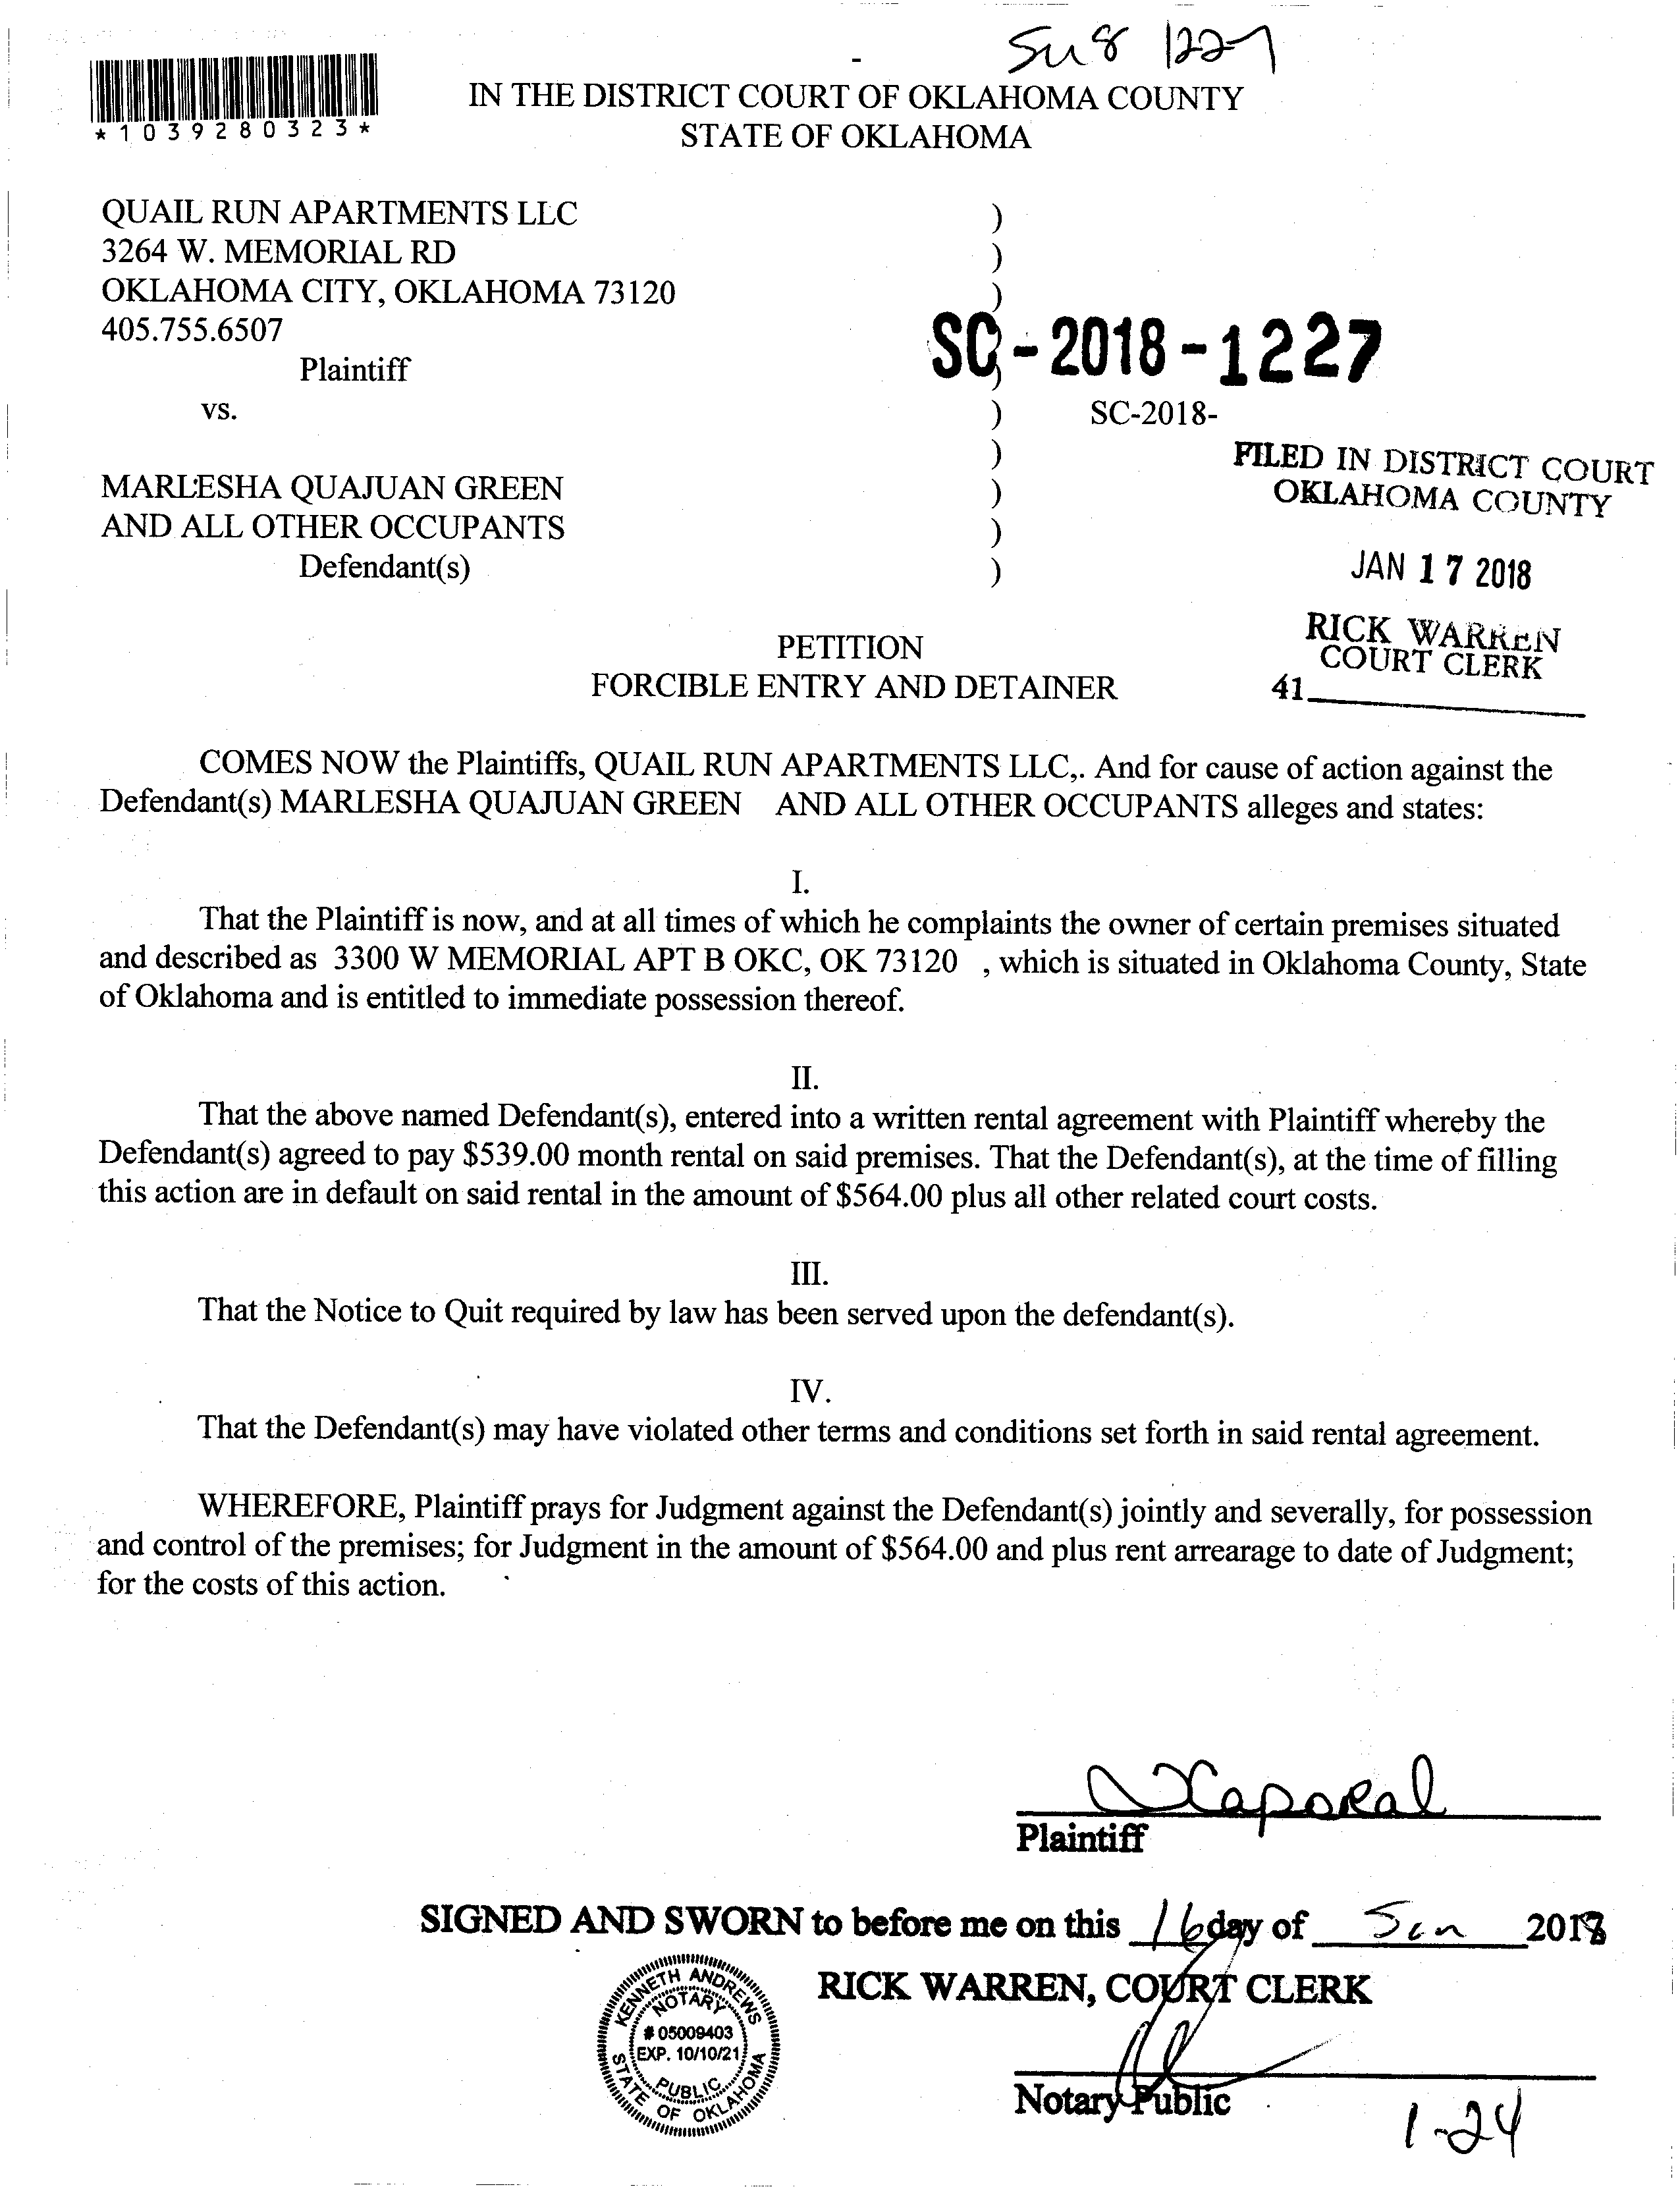 Su8 1227
*1039280323*
IN THE DISTRICT COURT OF OKLAHOMA COUNTY
STATE OF OKLAHOMA
QUAIL RUN APARTMENTS LLC )
3264 W. MEMORIAL RD )
OKLAHOMA CITY, OKLAHOMA 73120 )
405.755.6507
SC-2018-1227
Plaintiff )
vs. ) SC-2018-
)
FILED IN DISTRICT COURT
MARLESHA QUAJUAN GREEN )
OKLAHOMA COUNTY
AND ALL OTHER OCCUPANTS )
Defendant(s) )
JAN 17 2018
RICK WARREN
COURT CLERK
41
PETITION
FORCIBLE ENTRY AND DETAINER
COMES NOW the Plaintiffs, QUAIL RUN APARTMENTS LLC,. And for cause of action against the
Defendant(s) MARLESHA QUAJUAN GREEN AND ALL OTHER OCCUPANTS alleges and states:
I.
That the Plaintiff is now, and at all times of which he complaints the owner of certain premises situated
and described as 3300 W MEMORIAL APT B OKC, OK 73120 , which is situated in Oklahoma County, State
of Oklahoma and is entitled to immediate possession thereof.
II.
That the above named Defendant(s), entered into a written rental agreement with Plaintiff whereby the
Defendant(s) agreed to pay $539.00 month rental on said premises. That the Defendant(s), at the time of filling
this action are in default on said rental in the amount of $564.00 plus all other related court costs.
III.
That the Notice to Quit required by law has been served upon the defendant(s).
IV.
That the Defendant(s) may have violated other terms and conditions set forth in said rental agreement.
WHEREFORE, Plaintiff prays for Judgment against the Defendant(s) jointly and severally, for possession
and control of the premises; for Judgment in the amount of $564.00 and plus rent arrearage to date of Judgment;
for the costs of this action.
Caporal
Plaintiff
SIGNED AND SWORN to before me on this 16 day of Jan 2018
RICK WARREN, COURT CLERK
KENNETH ANDREWS
NOTARY
# 05009403
EXP. 10/10/21
PUBLIC
STATE OF OKLAHOMA
Notary Public
1-24